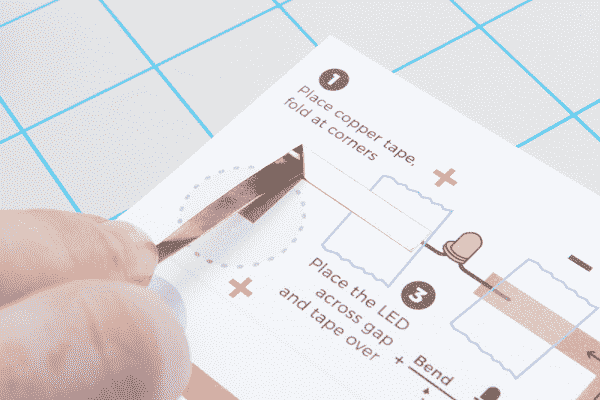 1
Place copper tape,
fold at corners
+
−
3
Place the LED
across gap
and tape over
+
+ Bend